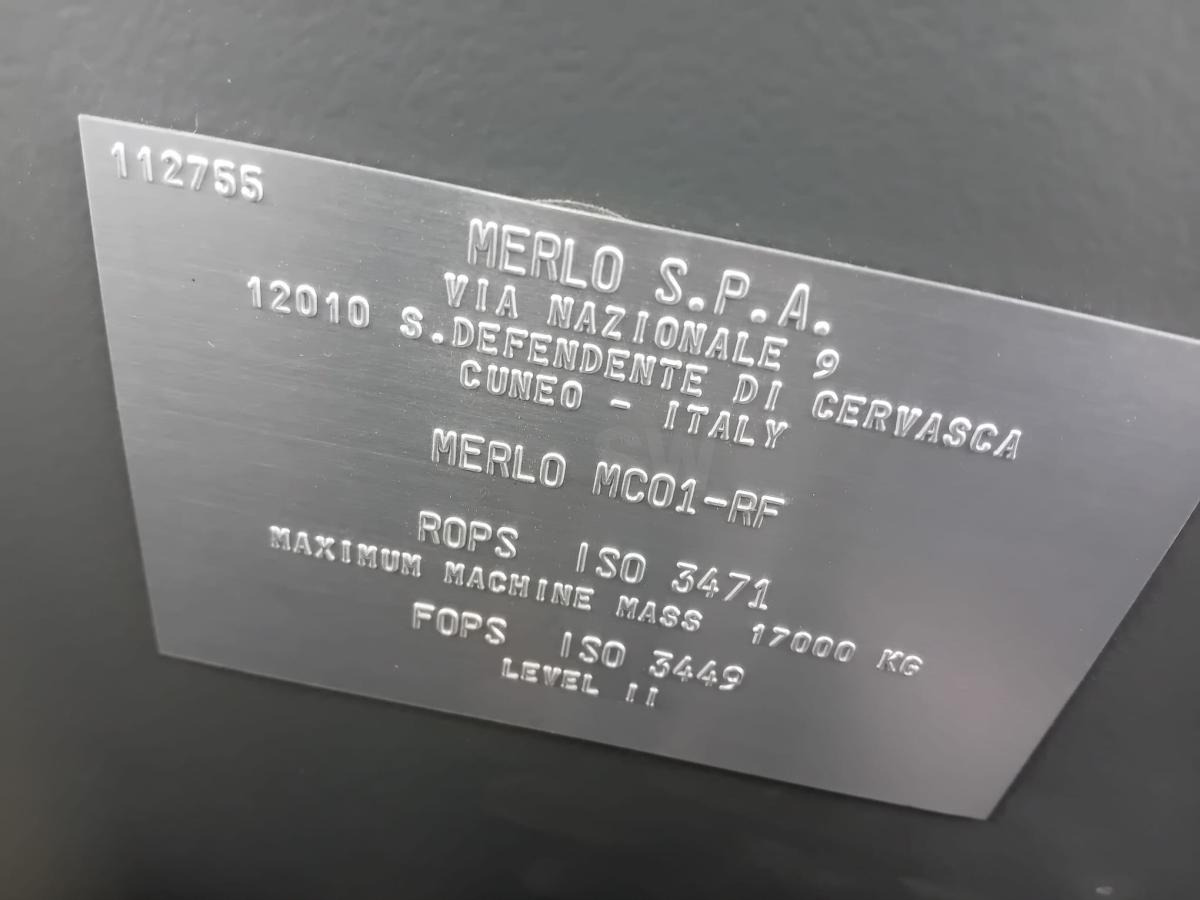 112755
MERLO S.P.A.
VIA NAZIONALE 9
12010 S.DEFENDENTE DI CERVASCA
CUNEO - ITALY
SW
MERLO MC01-RF
ROPS ISO 3471
MAXIMUM MACHINE MASS 17000 KG
FOPS ISO 3449
LEVEL II